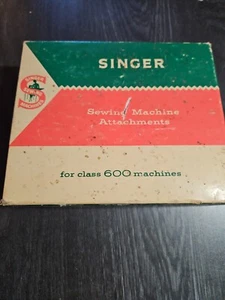 SINGER
Sewing Machine
Attachments
for class 600 machines